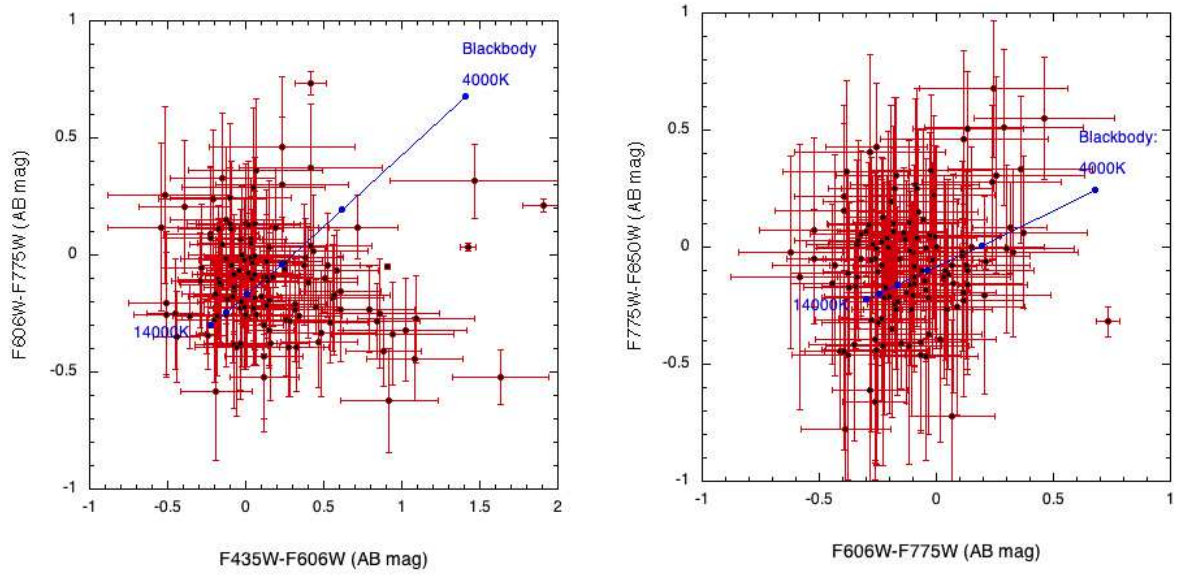 1
0.5
0
-0.5
-1
F606W-F775W (AB mag)
Blackbody
4000K
14000K
-1
-0.5
0
0.5
1
1.5
2
F435W-F606W (AB mag)
1
0.5
0
-0.5
-1
F775W-F850W (AB mag)
Blackbody:
4000K
14000K
-1
-0.5
0
0.5
1
F606W-F775W (AB mag)